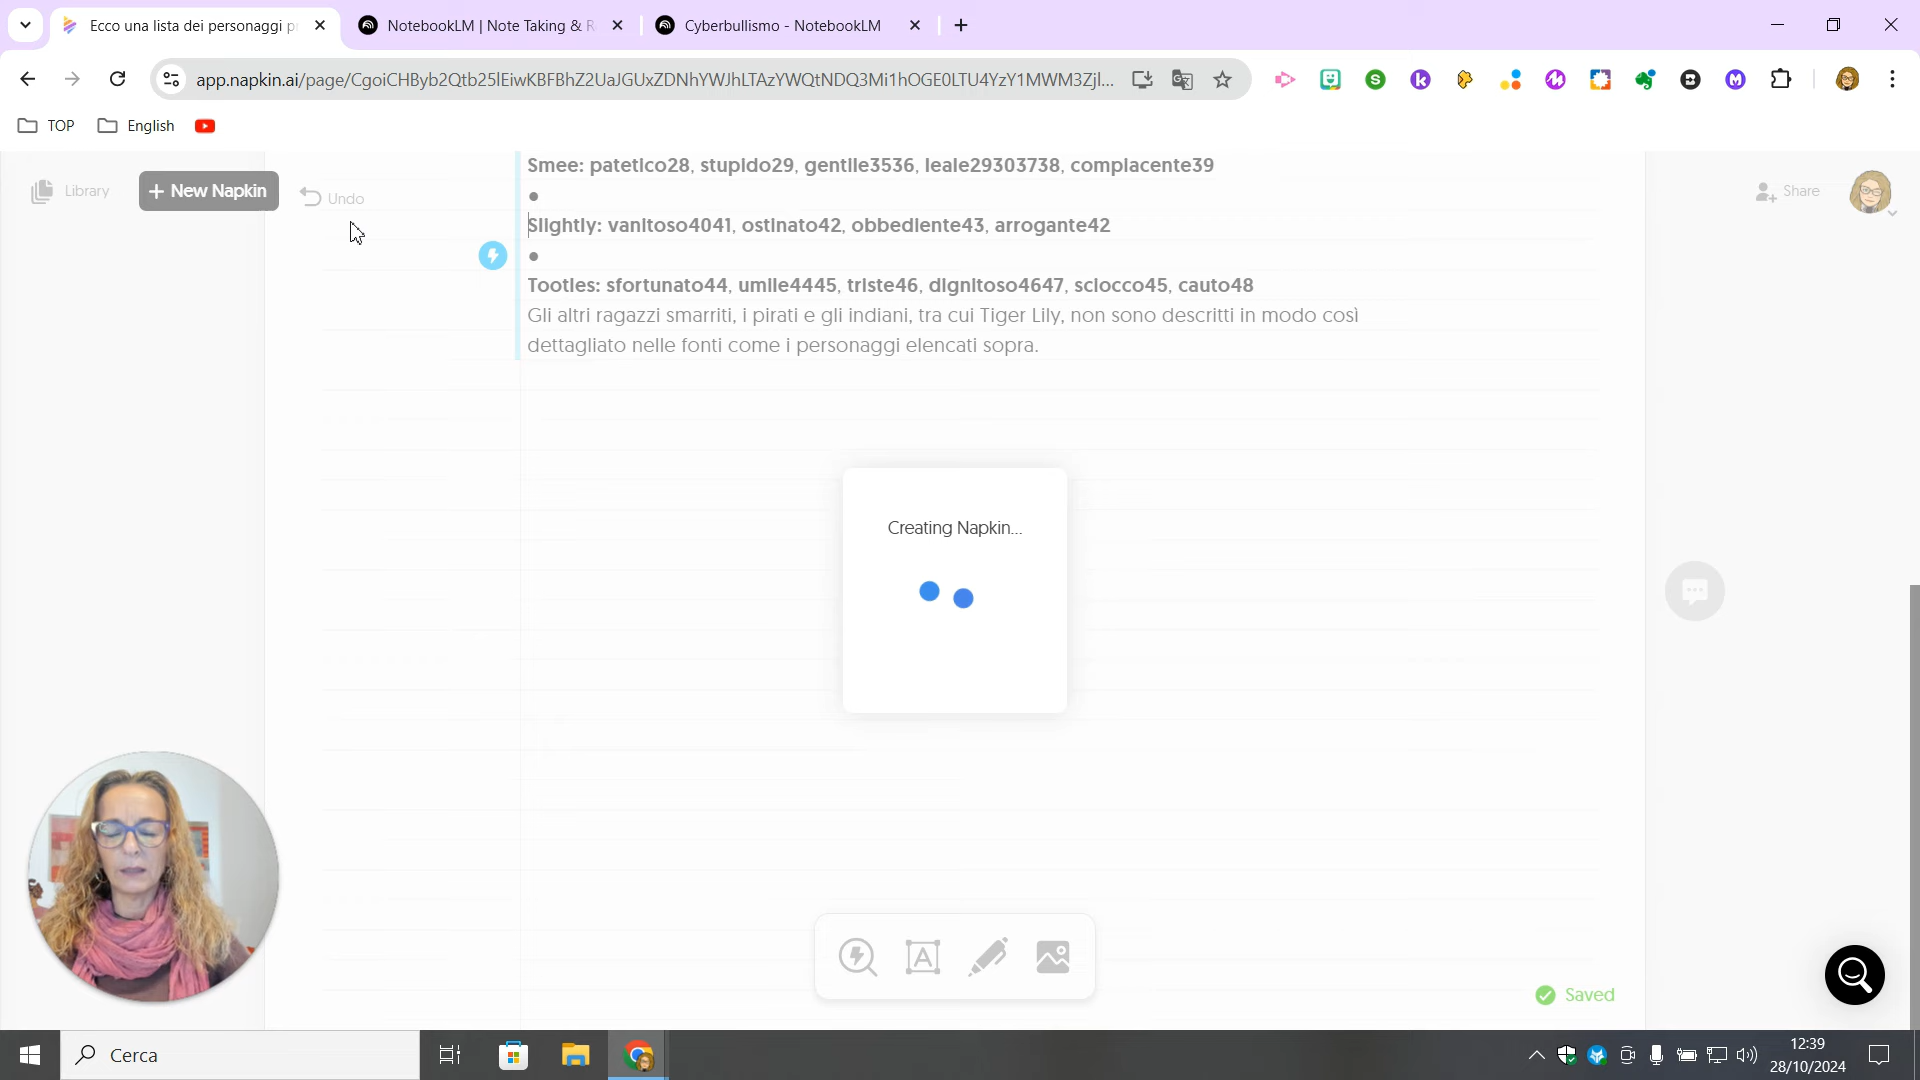 Ecco una lista dei personaggi p
NotebookLM | Note Taking & R
Cyberbullismo - NotebookLM
app.napkin.ai/page/CgoiCHByb2Qtb25lEiwKBFBhZ2UaJGUxZDNhYWJhLTAzYWQtNDQ3Mi1hOGE0LTU4YzY1MWM3Zjl...
TOP
English
Smee: patetico28, stupido29, gentile3536, leale29303738, compiacente39
Library
+ New Napkin
Undo
Share
•
Slightly: vanitoso4041, ostinato42, obbediente43, arrogante42
•
Tootles: sfortunato44, umile4445, triste46, dignitoso4647, sciocco45, cauto48
Gli altri ragazzi smarriti, i pirati e gli indiani, tra cui Tiger Lily, non sono descritti in modo così
dettagliato nelle fonti come i personaggi elencati sopra.
Creating Napkin...
Saved
Cerca
12:39
28/10/2024